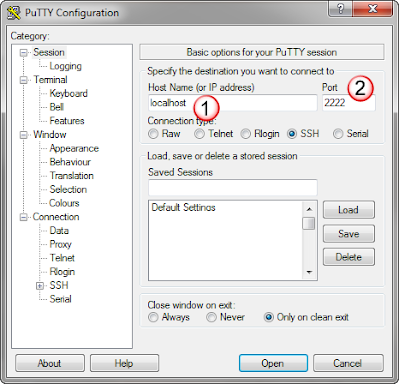 PuTTY Configuration
Category:
Session
Logging
Terminal
Keyboard
Bell
Features
Window
Appearance
Behaviour
Translation
Selection
Colours
Connection
Data
Proxy
Telnet
Rlogin
SSH
Serial
Basic options for your PuTTY session
Specify the destination you want to connect to
Host Name (or IP address) Port
localhost 1 2222 2
Connection type:
Raw Telnet Rlogin SSH Serial
Load, save or delete a stored session
Saved Sessions
Default Settings
Load
Save
Delete
Close window on exit:
Always Never Only on clean exit
About Help Open Cancel